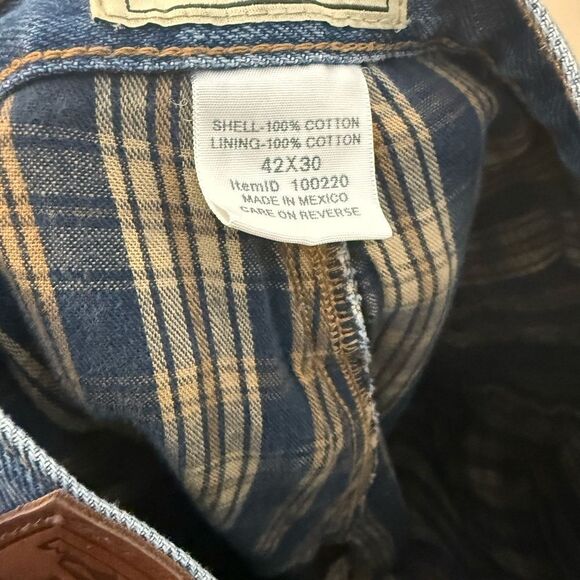 SHELL-100% COTTON
LINING-100% COTTON
42X30
ItemID 100220
MADE IN MEXICO
CARE ON REVERSE